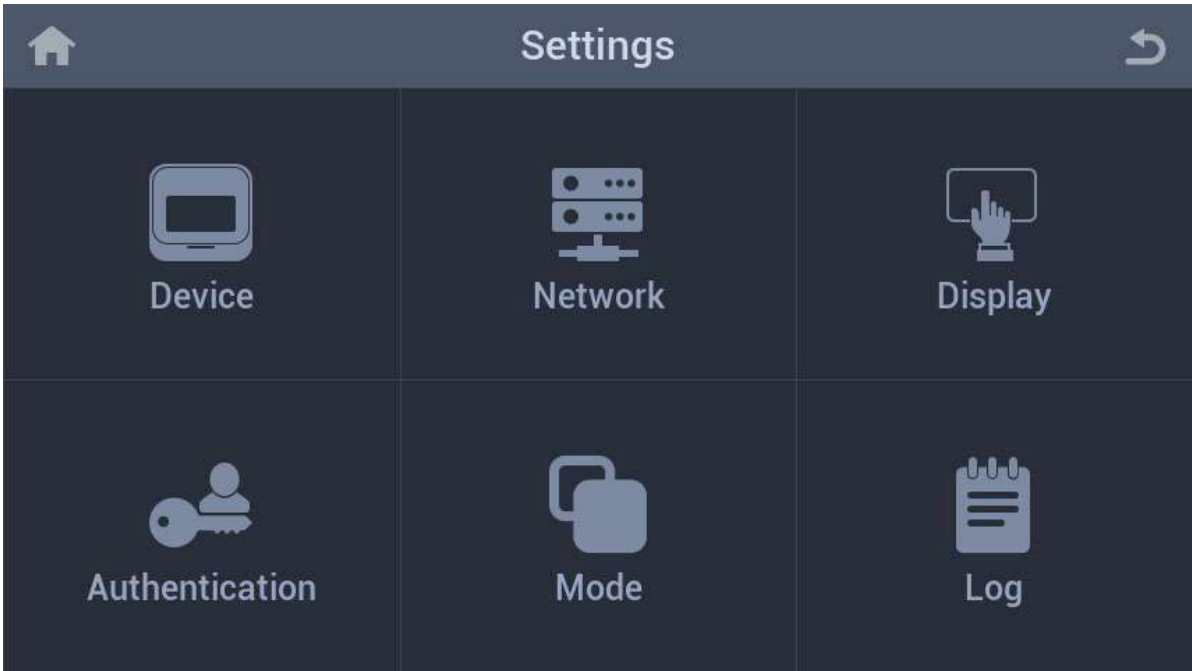 Settings
Device
Network
Display
Authentication
Mode
Log